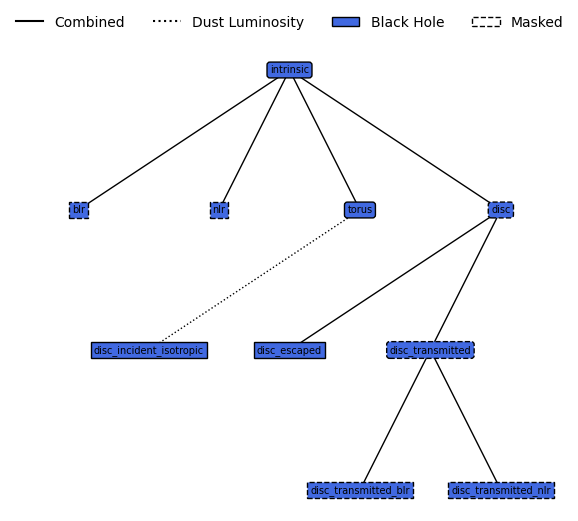 Combined Dust Luminosity Black Hole Masked
intrinsic
blr nlr torus disc
disc_incident_isotropic disc_escaped disc_transmitted
disc_transmitted_blr disc_transmitted_nlr